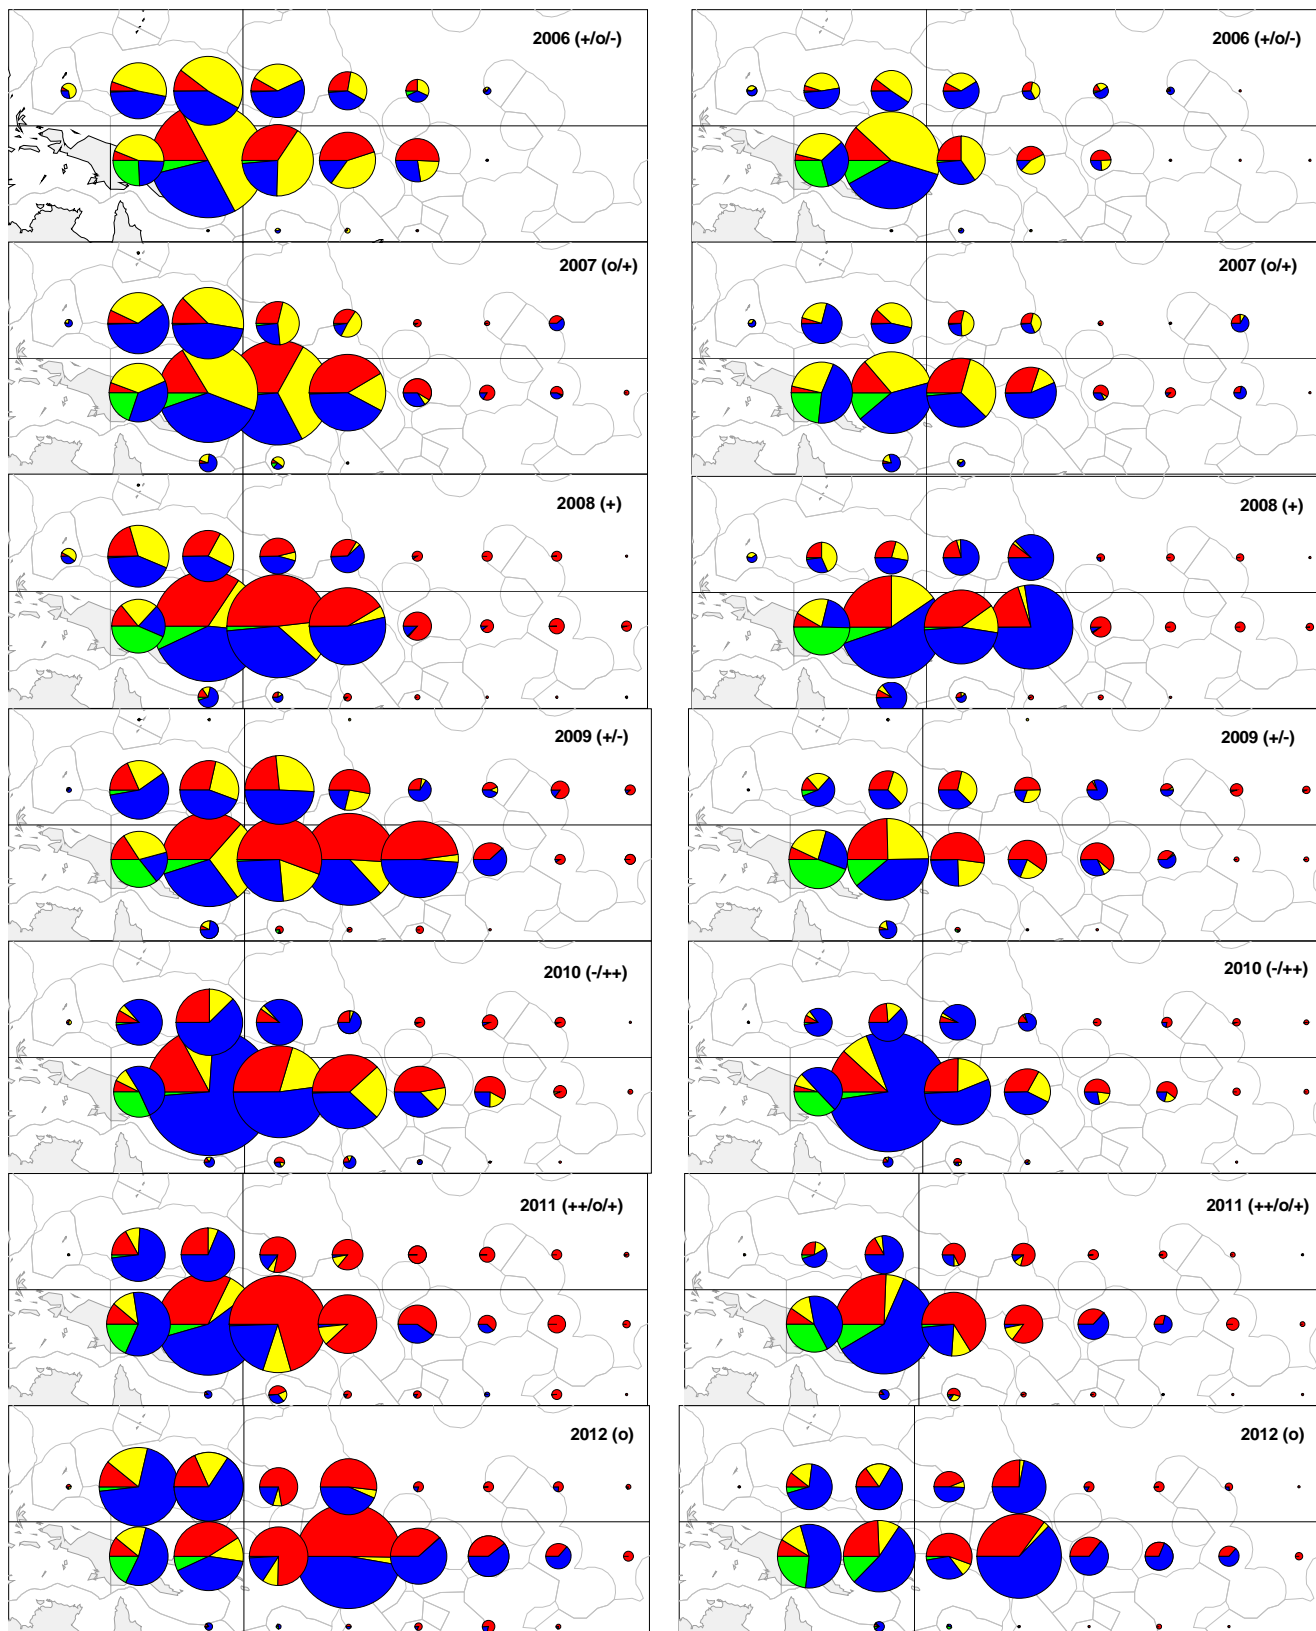 2006 (+/o/-) 2006 (+/o/-)
2007 (o/+) 2007 (o/+)
2008 (+) 2008 (+)
2009 (+/-) 2009 (+/-)
2010 (-/++) 2010 (-/++)
2011 (++/o/+) 2011 (++/o/+)
2012 (o) 2012 (o)